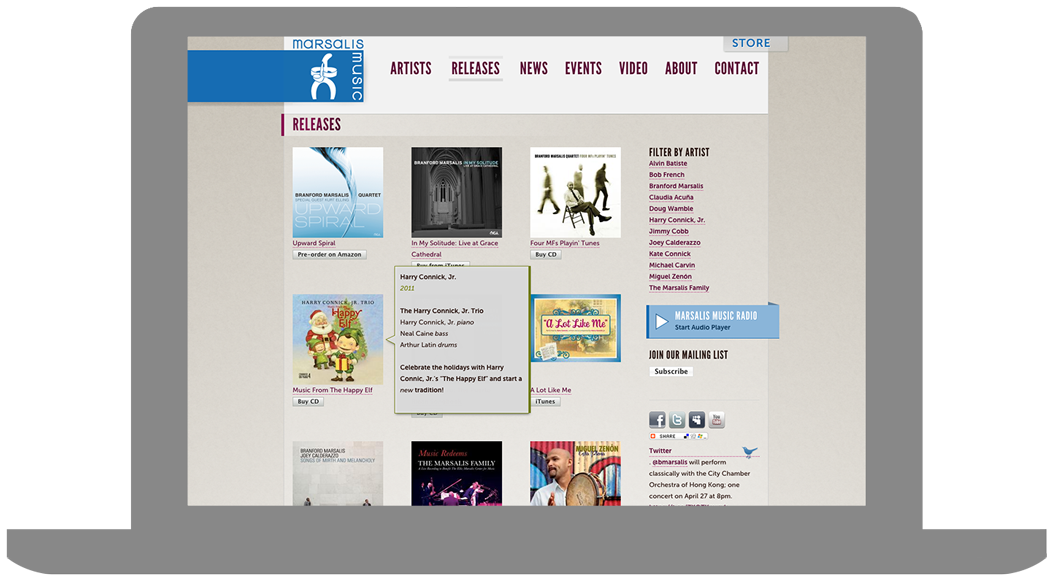 marsalis
music
STORE
ARTISTS RELEASES NEWS EVENTS VIDEO ABOUT CONTACT
RELEASES
BRANFORD MARSALIS QUARTET
SPECIAL GUEST KURT ELLING
UPWARD
SPIRAL
Upward Spiral
Pre-order on Amazon
BRANFORD MARSALIS IN MY SOLITUDE
LIVE AT GRACE CATHEDRAL
In My Solitude: Live at Grace
Cathedral
Buy from iTunes
BRANFORD MARSALIS QUARTET FOUR MFS PLAYIN' TUNES
Four MFs Playin' Tunes
Buy CD
HARRY CONNICK, JR. TRIO
Happy
Elf
Music From The Happy Elf
Buy CD
Harry Connick, Jr.
2011
The Harry Connick, Jr. Trio
Harry Connick, Jr. piano
Neal Caine bass
Arthur Latin drums
Celebrate the holidays with Harry
Connic, Jr.'s "The Happy Elf" and start a
new tradition!
Buy CD
"A Lot Like Me"
A Lot Like Me
iTunes
BRANFORD MARSALIS
JOEY CALDERAZZO
SONGS OF MIRTH AND MELANCHOLY
Music Redeems
THE MARSALIS FAMILY
MIGUEL ZENÓN
FILTER BY ARTIST
Alvin Batiste
Bob French
Branford Marsalis
Claudia Acuña
Doug Wamble
Harry Connick, Jr.
Jimmy Cobb
Joey Calderazzo
Kate Connick
Michael Carvin
Miguel Zenón
The Marsalis Family
MARSALIS MUSIC RADIO
Start Audio Player
JOIN OUR MAILING LIST
Subscribe
SHARE
Twitter
. @bmarsalis will perform
classically with the City Chamber
Orchestra of Hong Kong; one
concert on April 27 at 8pm.